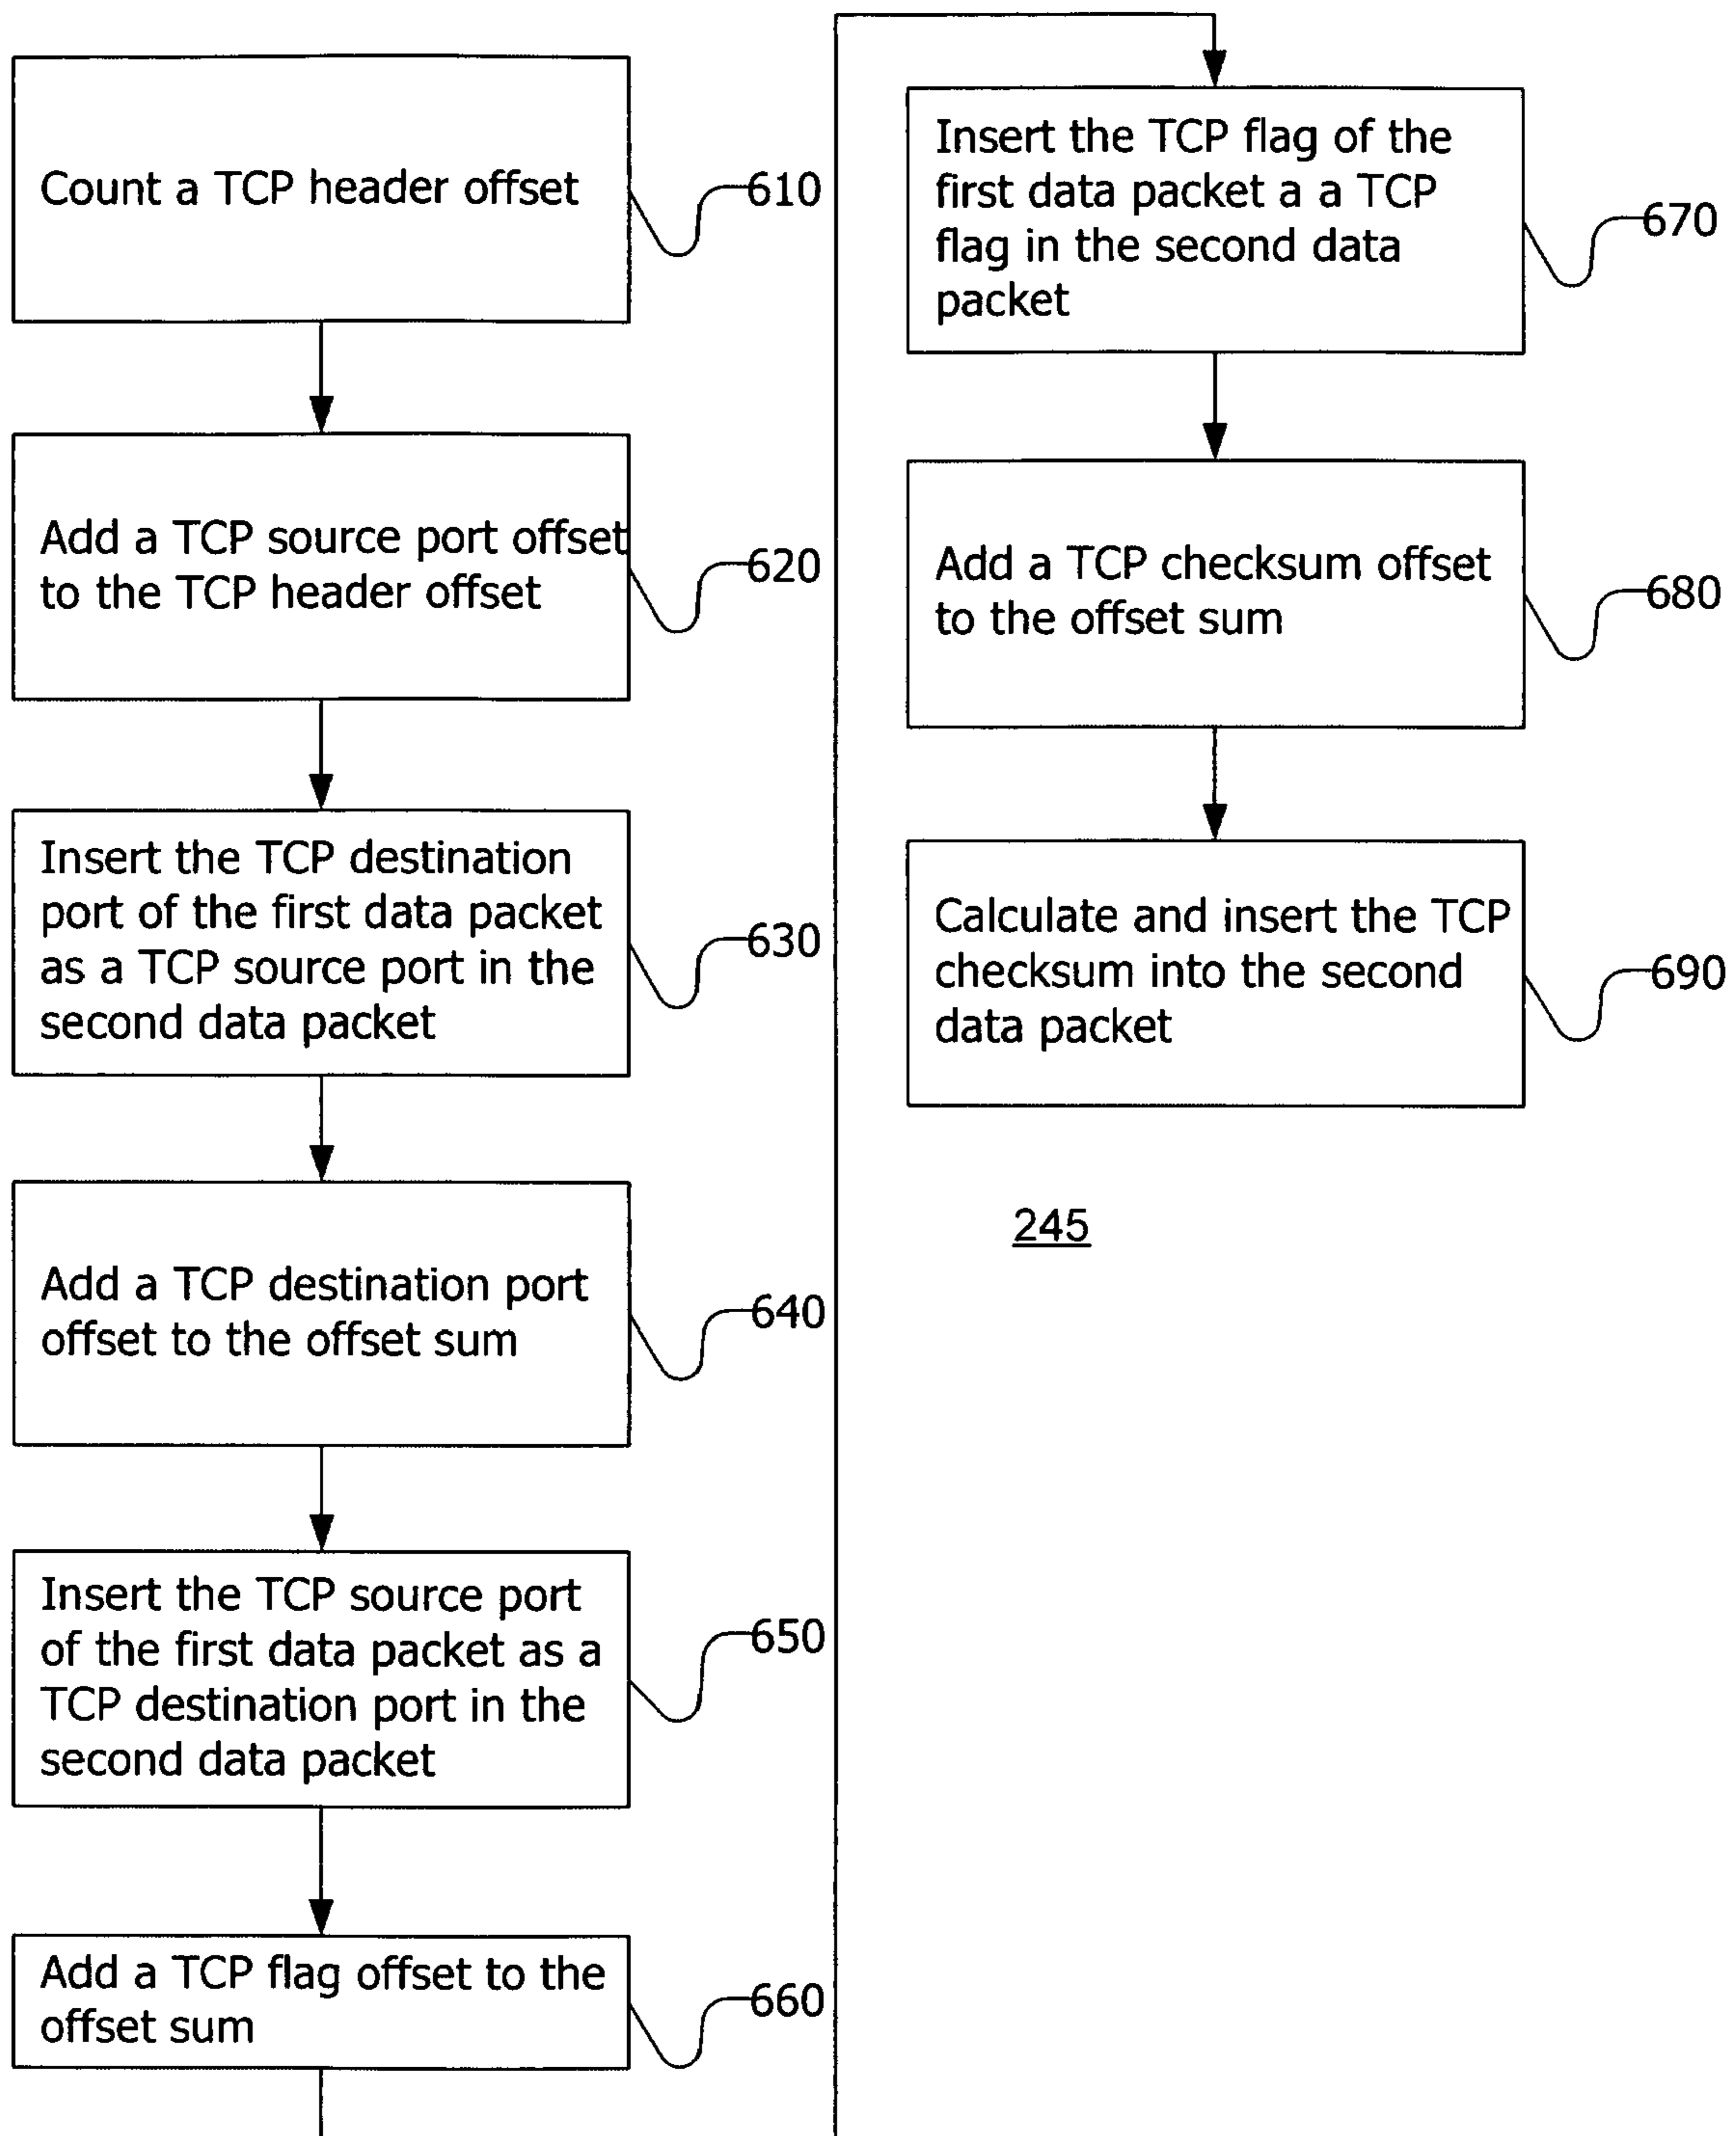 Count a TCP header offset
610
Add a TCP source port offset
to the TCP header offset
620
Insert the TCP destination
port of the first data packet
as a TCP source port in the
second data packet
630
Add a TCP destination port
offset to the offset sum
640
Insert the TCP source port
of the first data packet as a
TCP destination port in the
second data packet
650
Add a TCP flag offset to the
offset sum
660
Insert the TCP flag of the
first data packet a a TCP
flag in the second data
packet
670
Add a TCP checksum offset
to the offset sum
680
Calculate and insert the TCP
checksum into the second
data packet
690
245